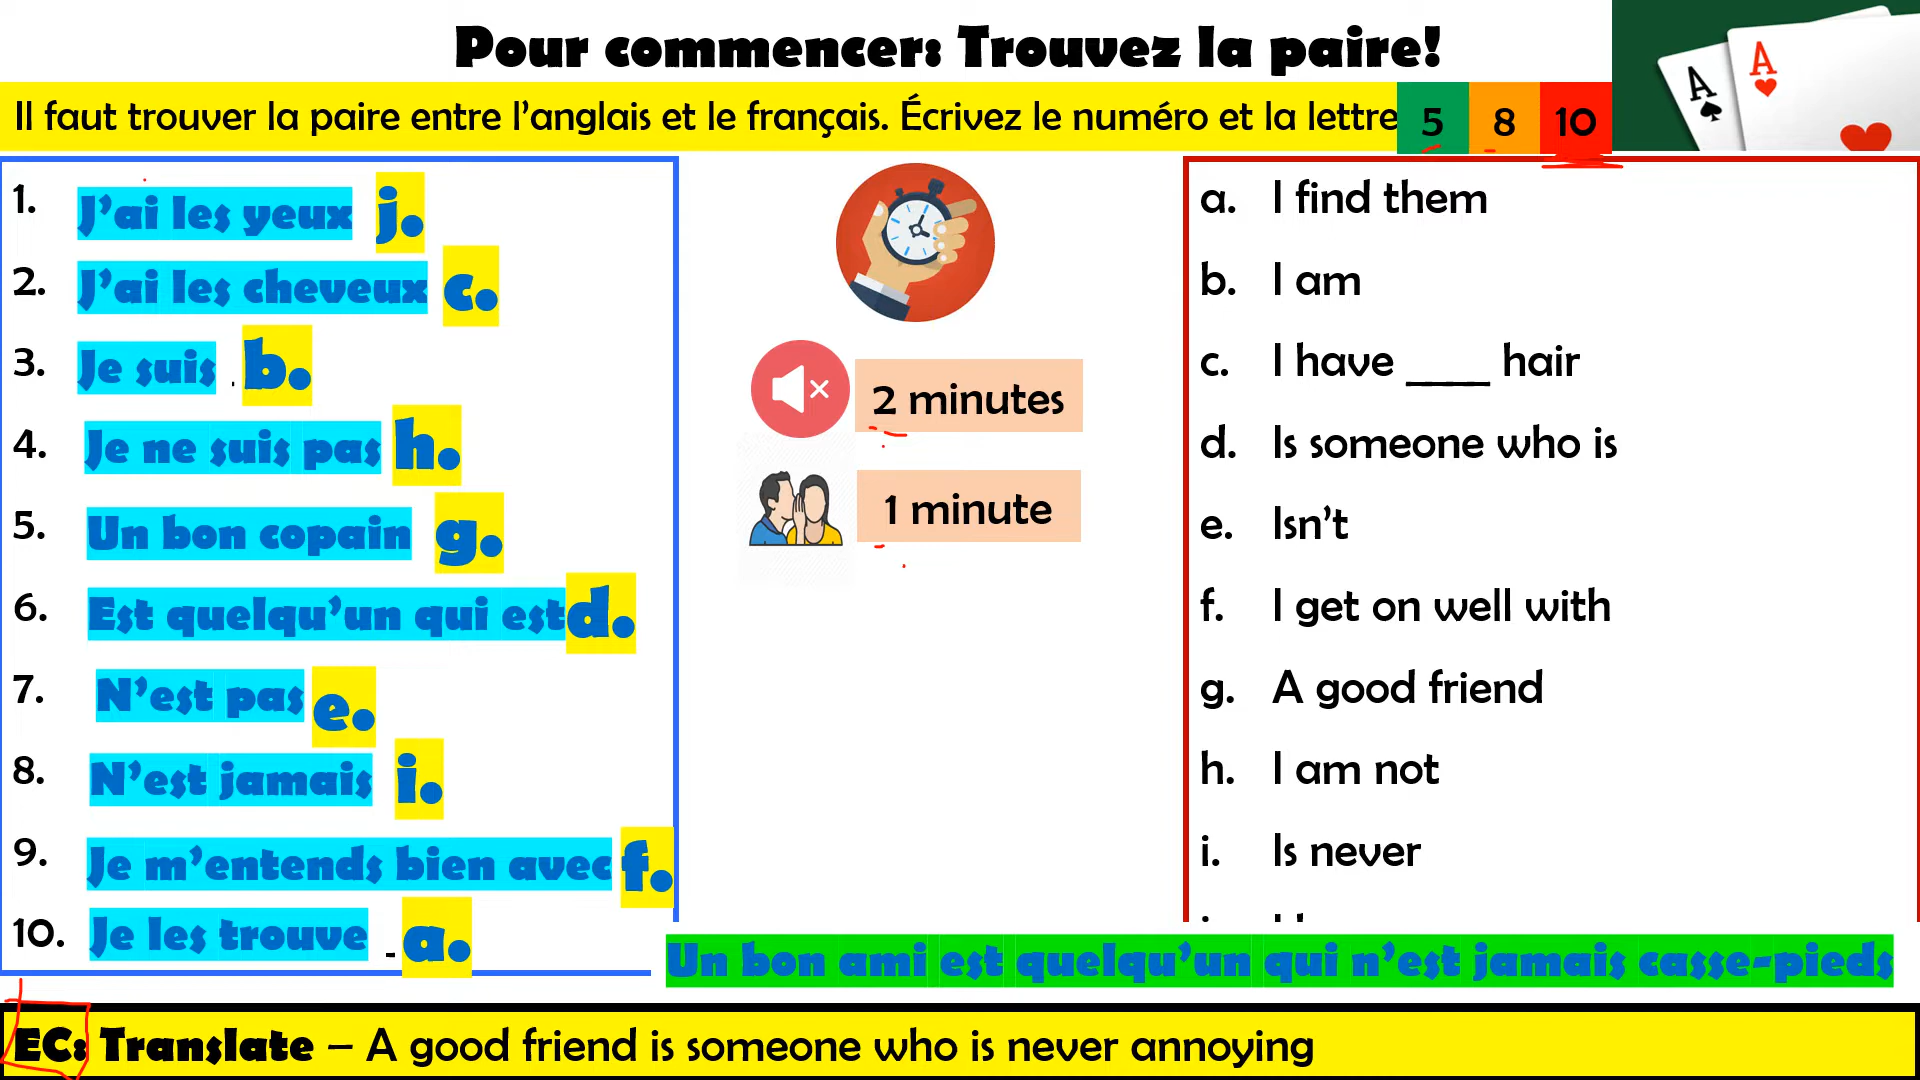 Pour commencer: Trouvez la paire!
Il faut trouver la paire entre l'anglais et le français. Écrivez le numéro et la lettre
5 8 10
A A
1. J'ai les yeux j.
2. J'ai les cheveux c.
3. Je suis . b.
4. Je ne suis pas h.
5. Un bon copain g.
6. Est quelqu'un qui est d.
7. N'est pas e.
8. N'est jamais i.
9. Je m'entends bien avec f.
10. Je les trouve a.
2 minutes
1 minute
a. I find them
b. I am
c. I have ____ hair
d. Is someone who is
e. Isn't
f. I get on well with
g. A good friend
h. I am not
i. Is never
Un bon ami est quelqu'un qui n'est jamais casse-pieds
EC: Translate – A good friend is someone who is never annoying